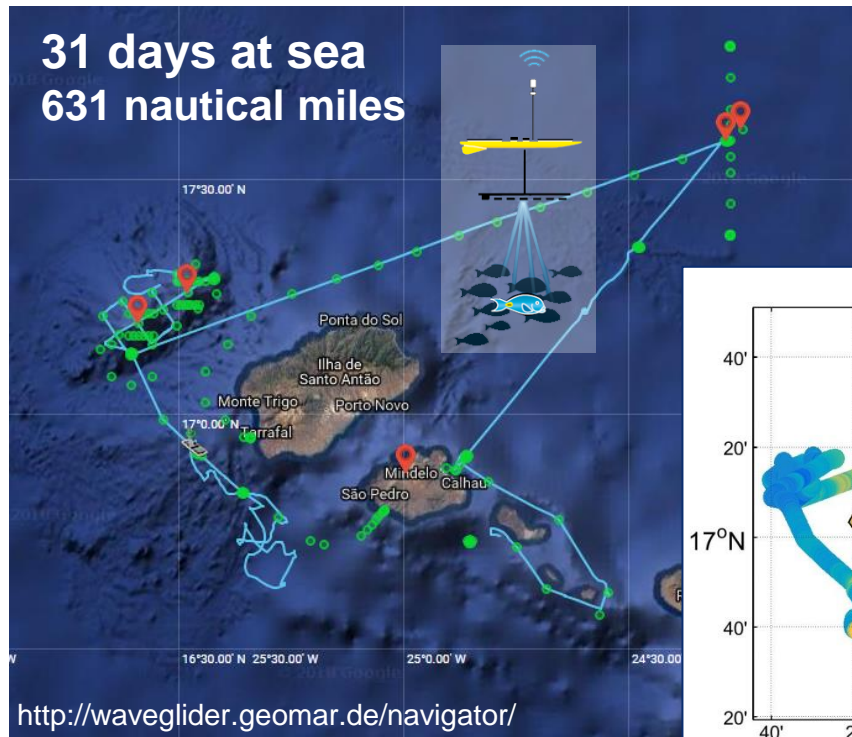 31 days at sea
631 nautical miles
17°30.00' N
Ponta do Sol
Ilha de
Santo Antão
Monte Trigo
Porto Novo
17°0.00' N
Tarrafal
Mindelo
Calhau
São Pedro
16°30.00' N
25°30.00' W
25°0.00' W
24°30.00'
http://waveglider.geomar.de/navigator/
40'
20'
17°N
40'
20'
40'